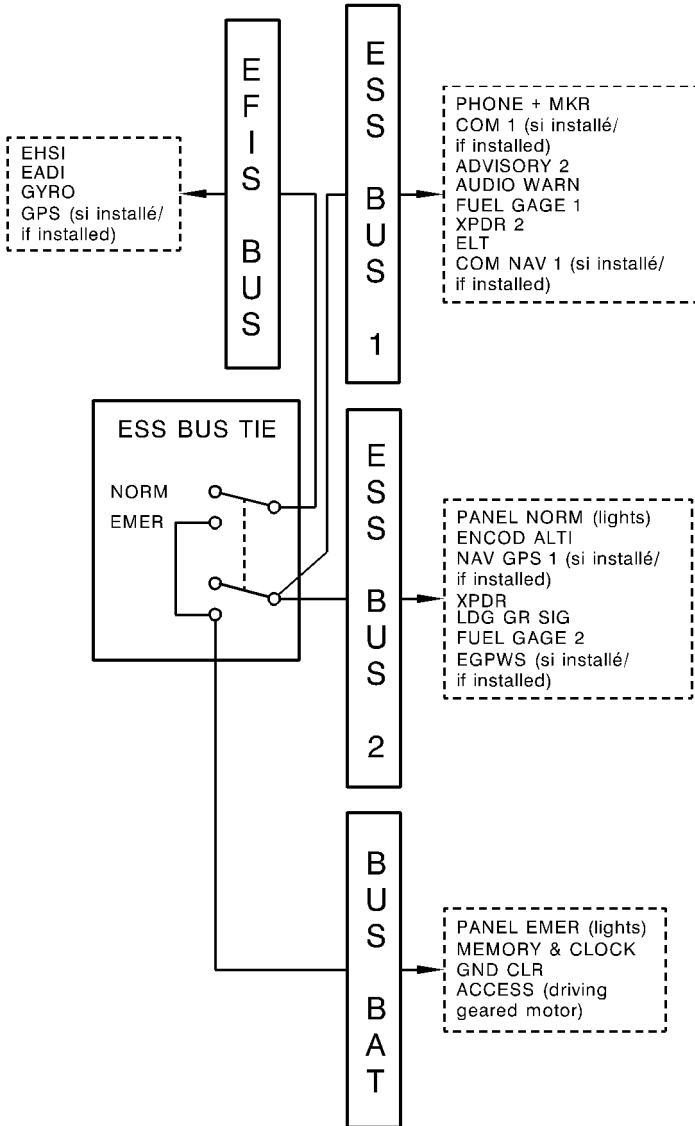 EFIS BUS
ESS BUS 1
EHSI
EADI
GYRO
GPS (si installé/
if installed)
PHONE + MKR
COM 1 (si installé/
if installed)
ADVISORY 2
AUDIO WARN
FUEL GAGE 1
XPDR 2
ELT
COM NAV 1 (si installé/
if installed)
ESS BUS TIE
NORM
EMER
ESS BUS 2
PANEL NORM (lights)
ENCOD ALTI
NAV GPS 1 (si installé/
if installed)
XPDR
LDG GR SIG
FUEL GAGE 2
EGPWS (si installé/
if installed)
BUS BAT
PANEL EMER (lights)
MEMORY & CLOCK
GND CLR
ACCESS (driving
geared motor)